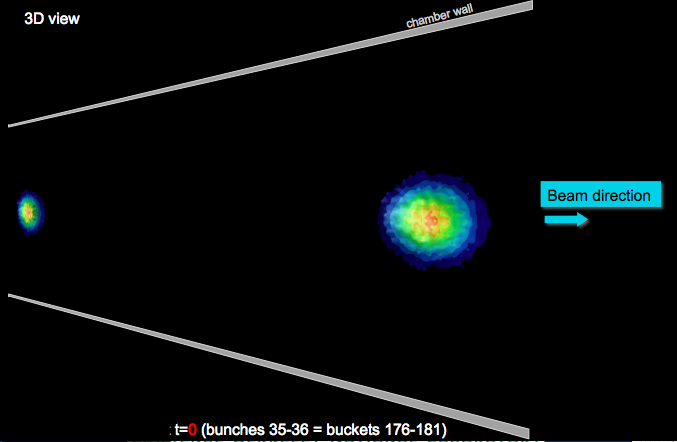 3D view
chamber wall
Beam direction
t=0 (bunches 35-36 = buckets 176-181)